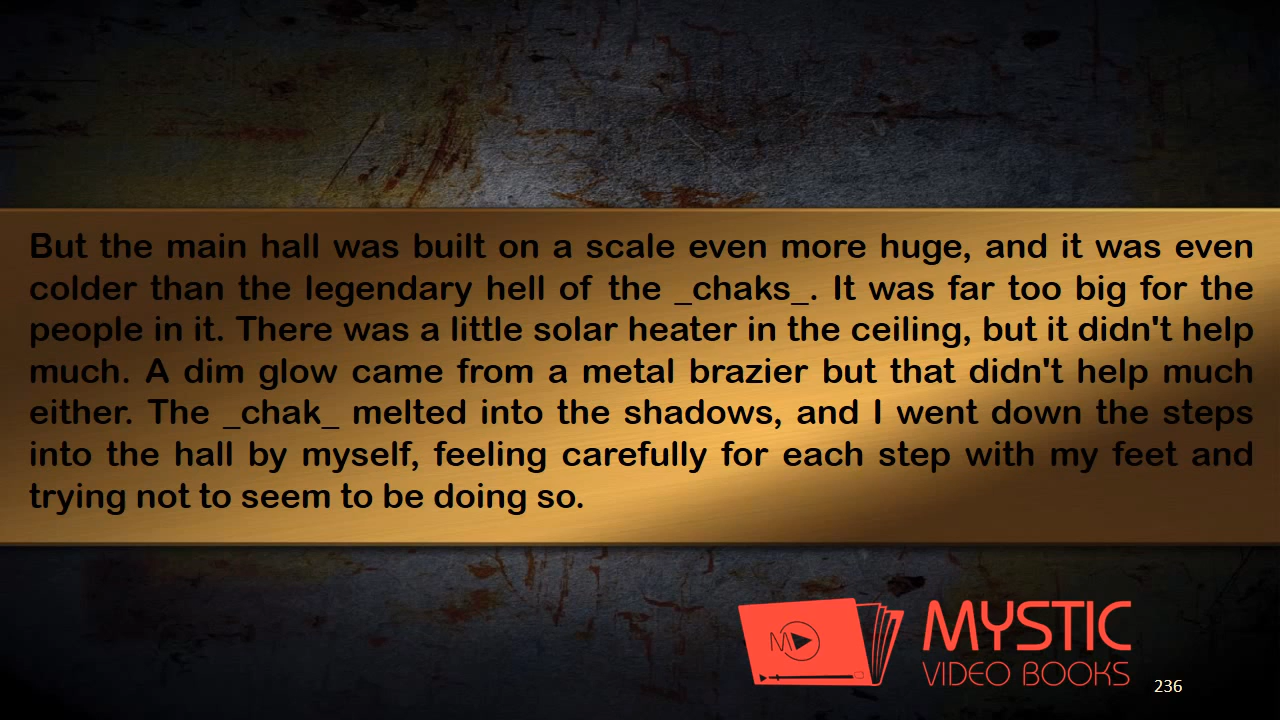 But the main hall was built on a scale even more huge, and it was even
colder than the legendary hell of the _chaks_. It was far too big for the
people in it. There was a little solar heater in the ceiling, but it didn't help
much. A dim glow came from a metal brazier but that didn't help much
either. The _chak_ melted into the shadows, and I went down the steps
into the hall by myself, feeling carefully for each step with my feet and
trying not to seem to be doing so.
M
MYSTIC
VIDEO BOOKS
236